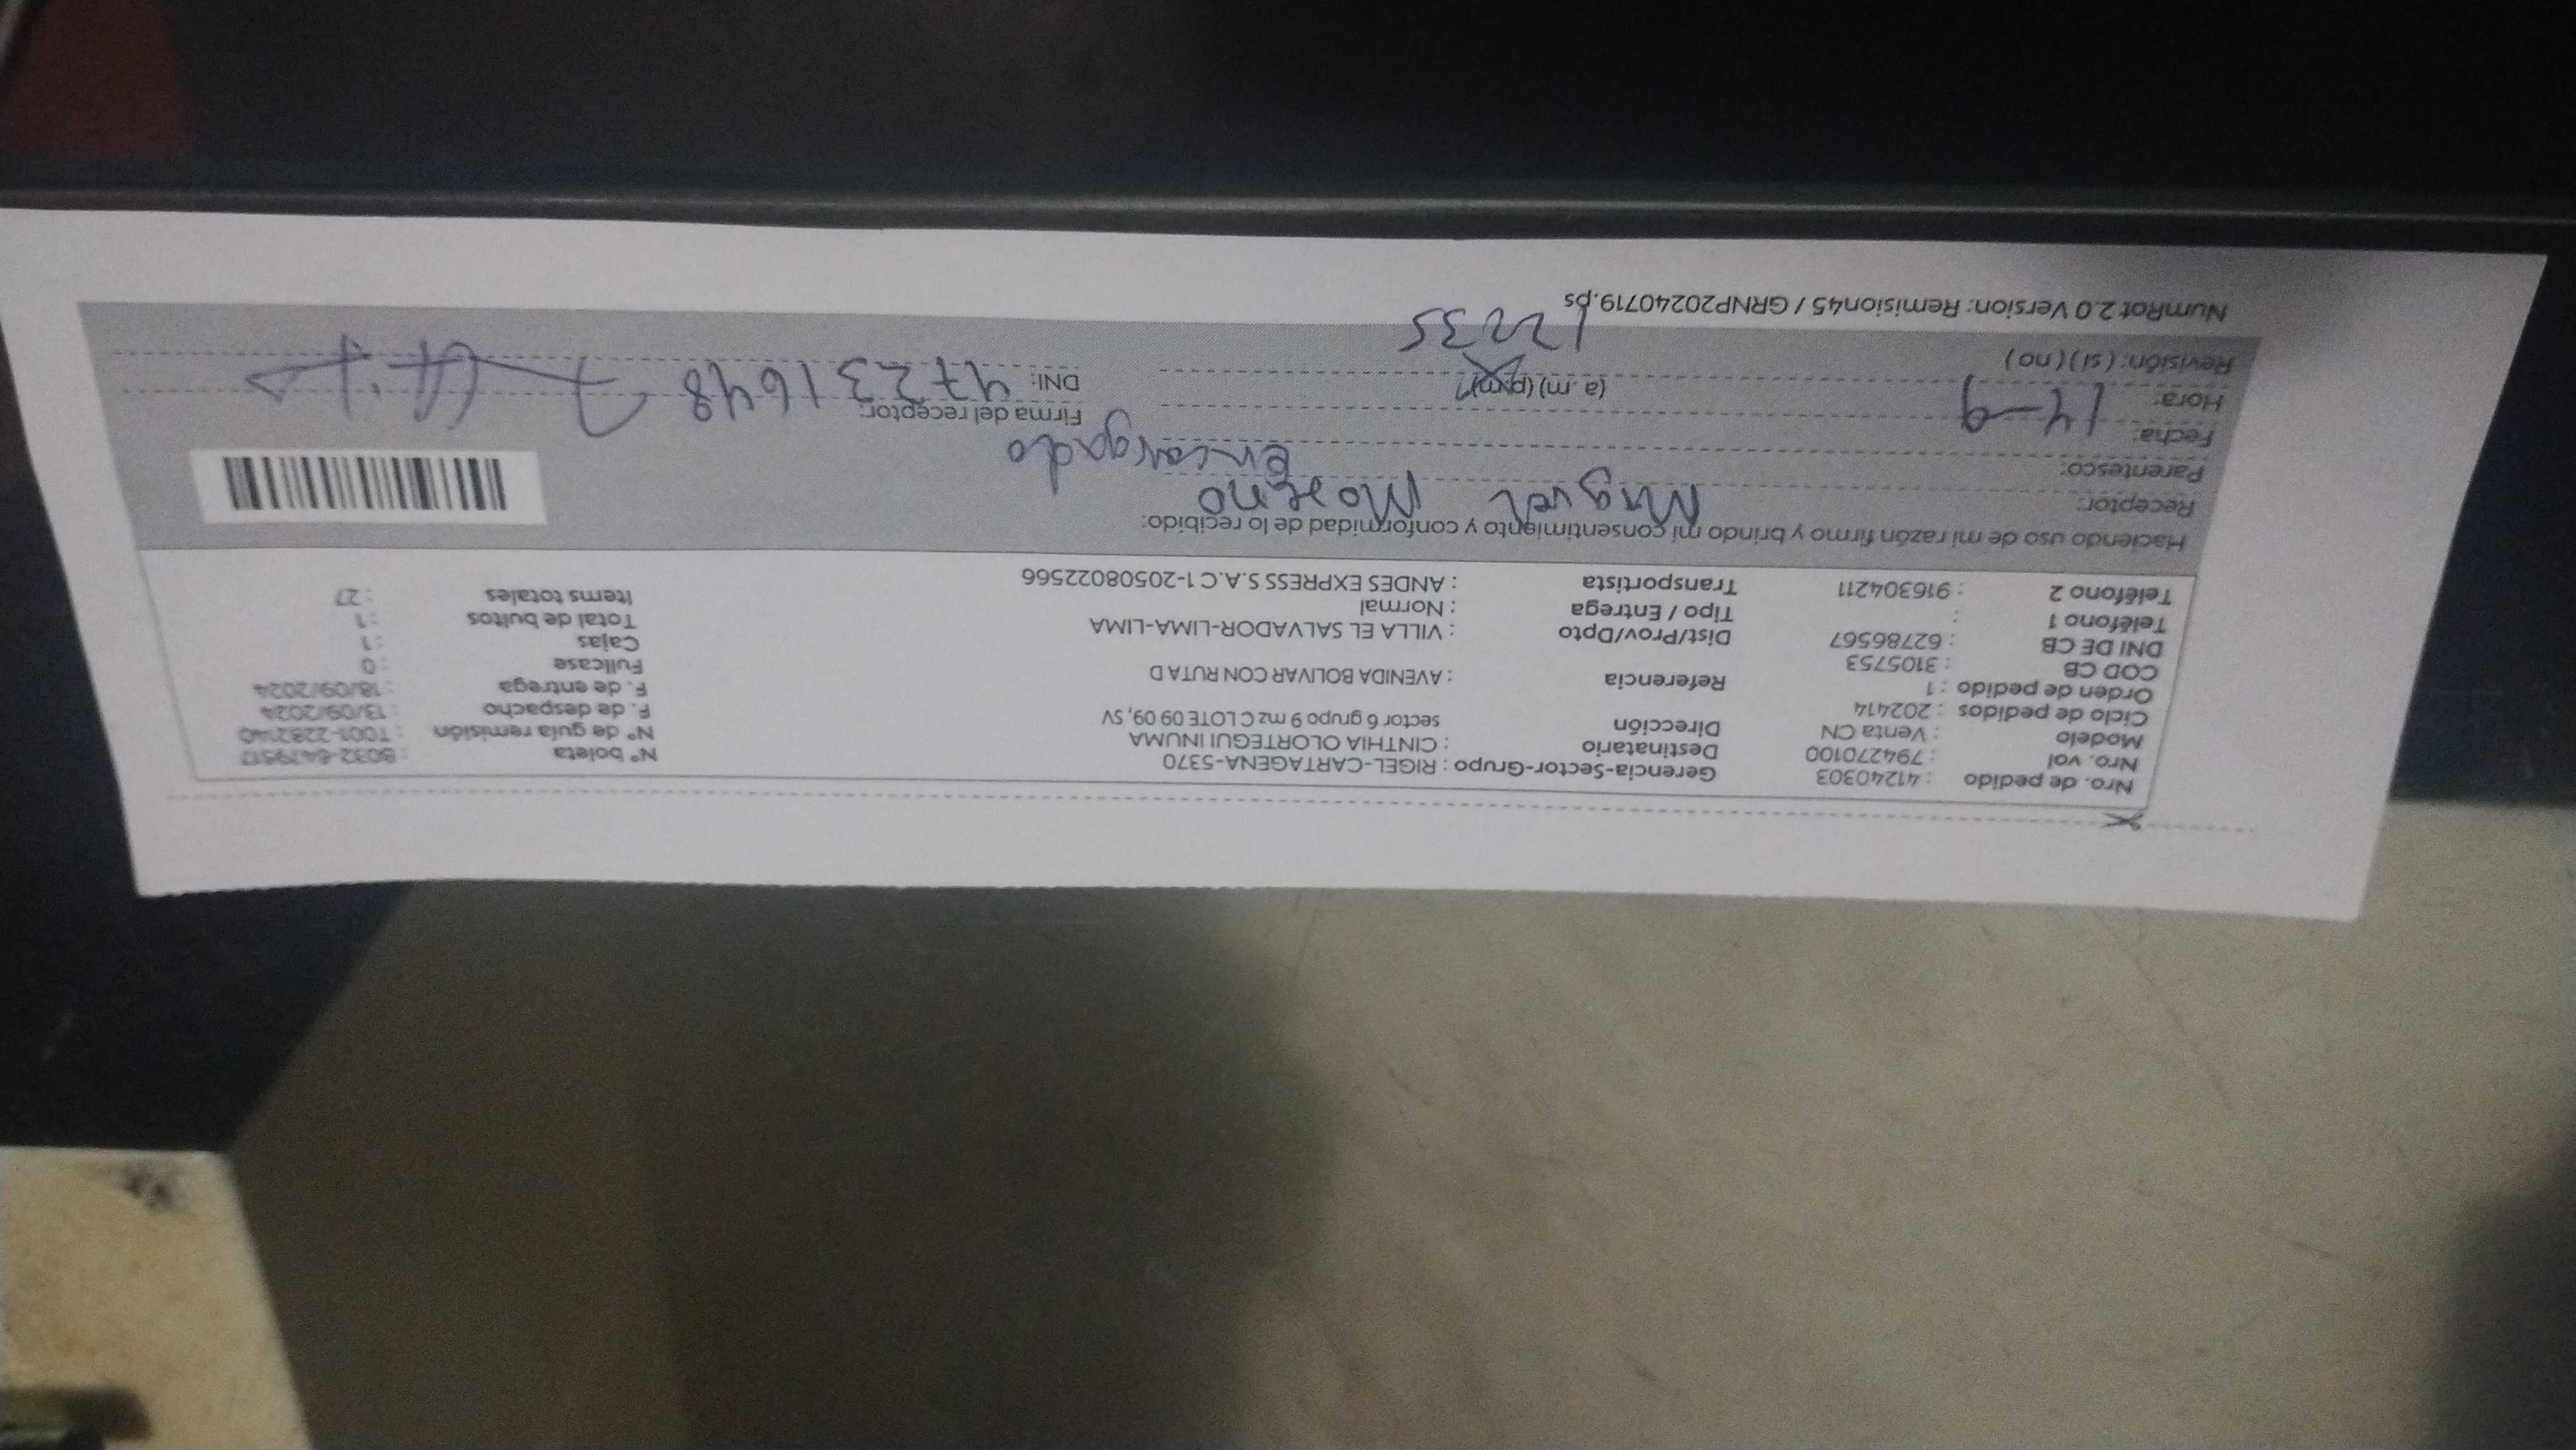 Nro. de pedido : 41240303 Gerencia-Sector-Grupo : RIGEL-CARTAGENA-5370 N° boleta : B032-6479517
Nro. vol : 794270100 Destinatario : CINTHIA OLORTEGUI INUMA N° de guía remisión : T001-2282140
Modelo : Venta CN Dirección sector 6 grupo 9 mz C LOTE 09 09, SV F. de despacho : 13/09/2024
Ciclo de pedidos : 202414 F. de entrega : 18/09/2024
Orden de pedido : 1 Referencia : AVENIDA BOLIVAR CON RUTA D Fullcase : 0
COD CB : 3105753 Cajas : 1
DNI DE CB : 62786567 Dist/Prov/Dpto : VILLA EL SALVADOR-LIMA-LIMA Total de bultos : 1
Teléfono 1 : Tipo / Entrega : Normal Items totales : 27
Teléfono 2 : 916304211 Transportista : ANDES EXPRESS S.A.C 1-20508022566
Haciendo uso de mi razón firmo y brindo mi consentimiento y conformidad de lo recibido:
Receptor: Miguel Moreno
Parentesco: Encargado
Fecha: 14-9 Firma del receptor:
Hora: (a.m) (p.m)? DNI: 47231648
Revisión: (si) (no) 12235
NumRot 2.0 Version: Remision45 / GRNP20240719.ps